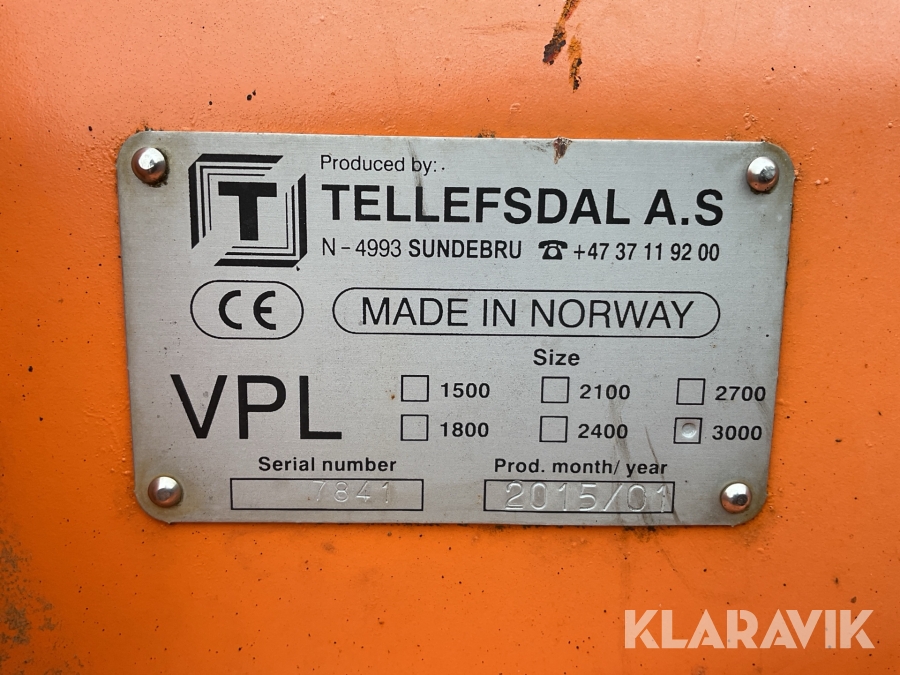 Produced by:
T
TELLEFSDAL A.S
N-4993 SUNDEBRU ☎ +47 37 11 92 00
CE
MADE IN NORWAY
VPL
Size
1500 2100 2700
1800 2400 3000
Serial number Prod. month/ year
7841 2015/01
KLARAVIK